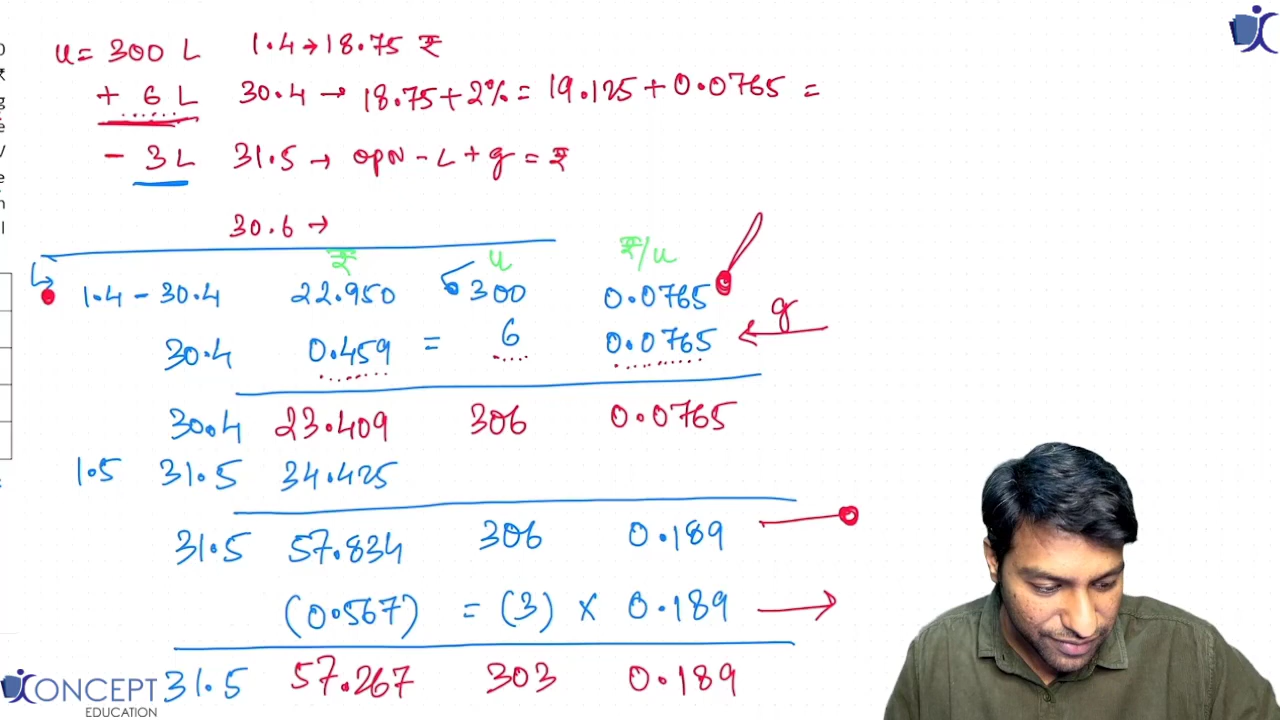 u = 300 L 1.4 → 18.75 ₹
+ 6 L 30.4 → 18.75 + 2% = 19.125 + 0.0765 =
- 3 L 31.5 → opn - L + g = ₹
30.6 →
₹ u ₹/u
1.4 - 30.4 22.950 300 0.0765
g
30.4 0.459 = 6 0.0765
30.4 23.409 306 0.0765
1.5 31.5 34.425
31.5 57.834 306 0.189
(0.567) = (3) × 0.189
31.5 57.267 303 0.189
CONCEPT
EDUCATION